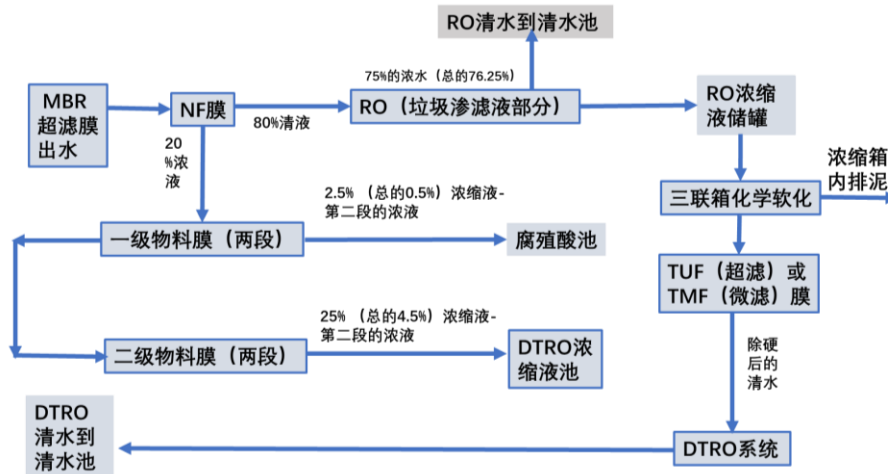 RO清水到清水池
75%的浓水（总的76.25%）
MBR
超滤膜
出水
NF膜
80%清液
RO（垃圾渗滤液部分）
RO浓缩
液储罐
20
%浓
液
浓缩箱
内排泥
2.5%（总的0.5%）浓缩液-
第二段的浓液
三联箱化学软化
一级物料膜（两段）
腐殖酸池
TUF（超滤）或
TMF（微滤）膜
25%（总的4.5%）浓缩液-
第二段的浓液
二级物料膜（两段）
DTRO浓
缩液池
除硬
后的
清水
DTRO
清水到
清水池
DTRO系统